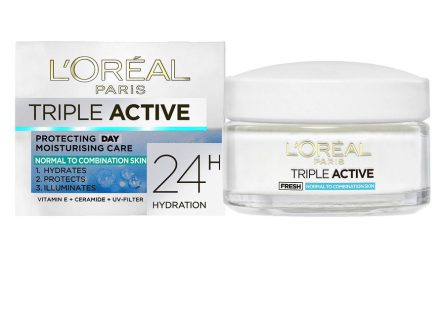 L'ORÉAL
PARIS
TRIPLE ACTIVE
PROTECTING DAY
MOISTURISING CARE
NORMAL TO COMBINATION SKIN
1. HYDRATES
2. PROTECTS
3. ILLUMINATES
VITAMIN E + CERAMIDE + UV-FILTER
24H
HYDRATION
L'ORÉAL
PARIS
TRIPLE ACTIVE
FRESH NORMAL TO COMBINATION SKIN